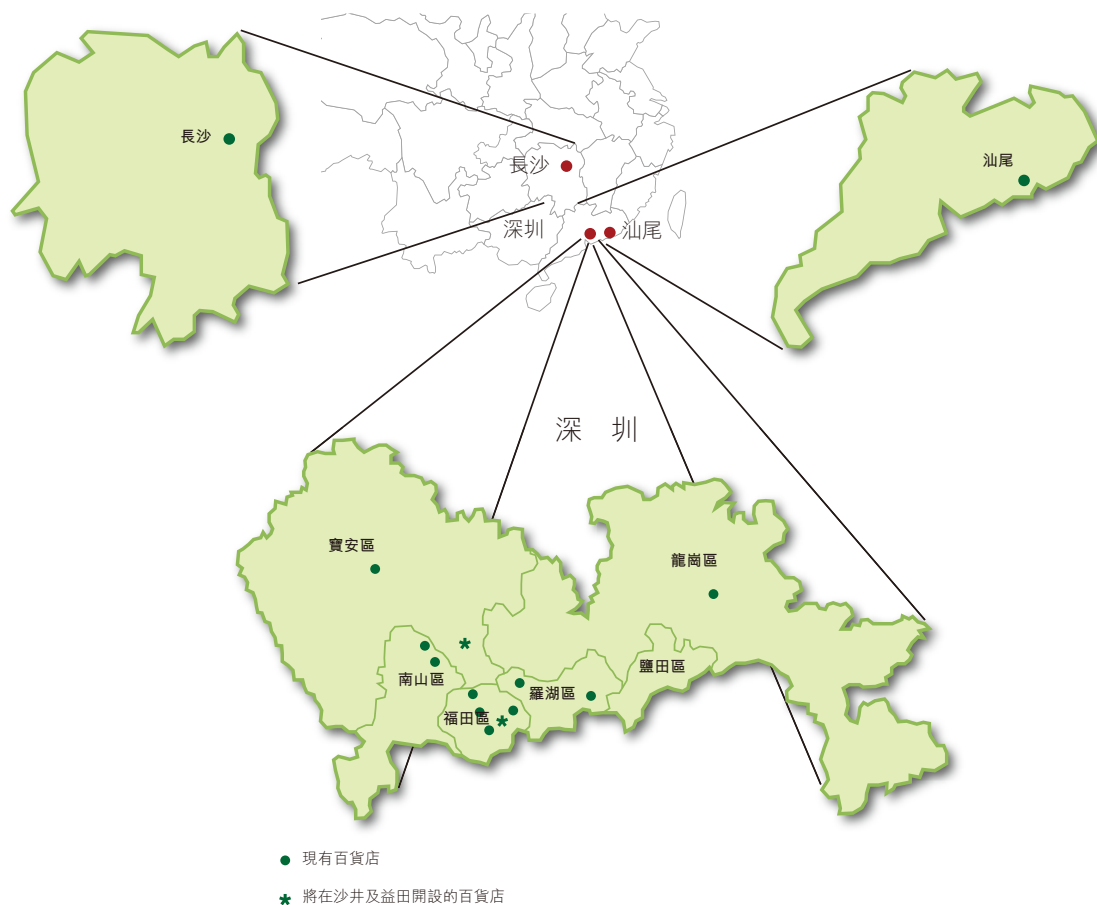 長沙
汕尾
長沙
深圳
汕尾
深 圳
寶安區
龍崗區
鹽田區
南山區
羅湖區
福田區
現有百貨店
* 將在沙井及益田開設的百貨店